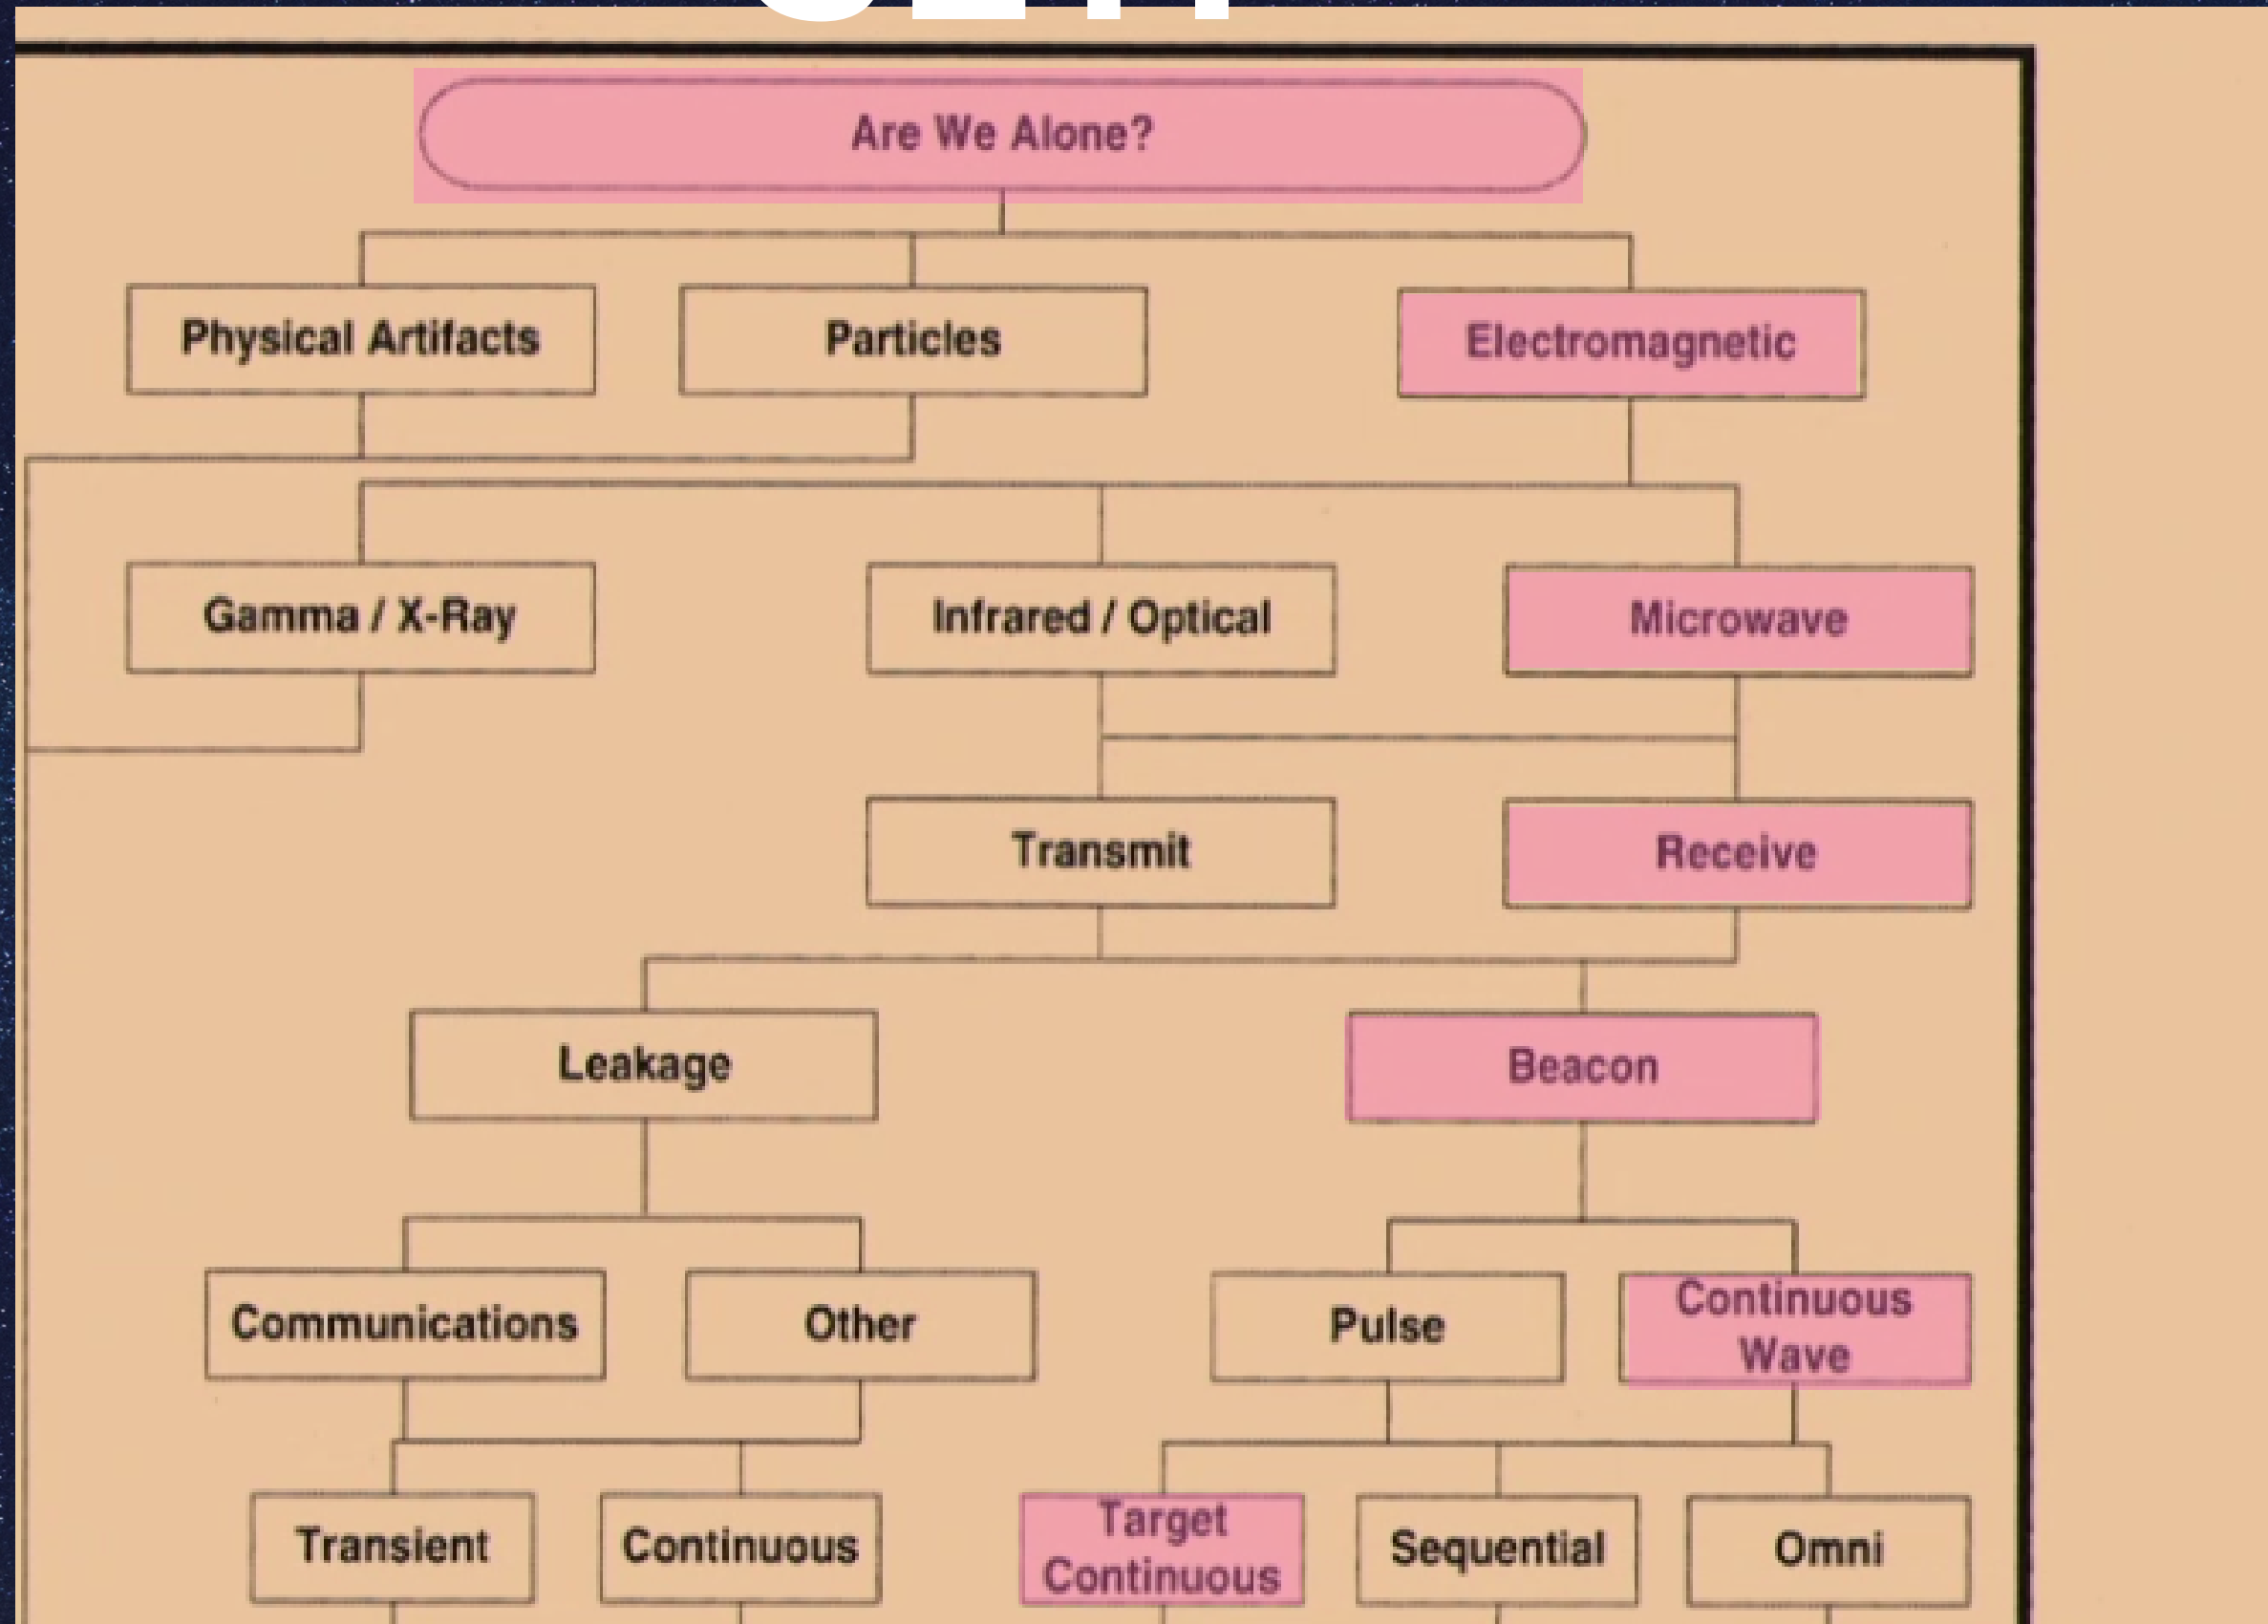 Are We Alone?
Physical Artifacts
Particles
Electromagnetic
Gamma / X-Ray
Infrared / Optical
Microwave
Transmit
Receive
Leakage
Beacon
Communications
Other
Pulse
Continuous
Wave
Transient
Continuous
Target
Continuous
Sequential
Omni